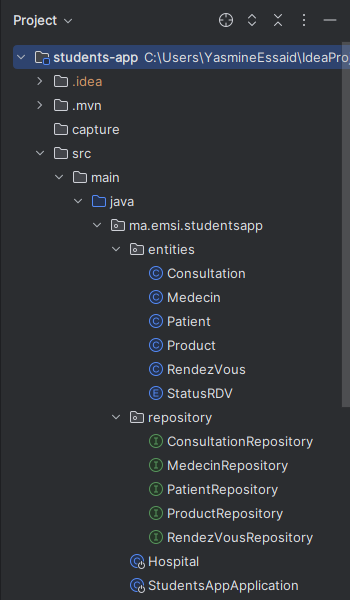 Project
students-app C:\Users\YasmineEssaid\IdeaProj
.idea
.mvn
capture
src
main
java
ma.emsi.studentsapp
entities
C Consultation
C Medecin
C Patient
C Product
C RendezVous
E StatusRDV
repository
I ConsultationRepository
I MedecinRepository
I PatientRepository
I ProductRepository
I RendezVousRepository
C Hospital
C StudentsAppApplication